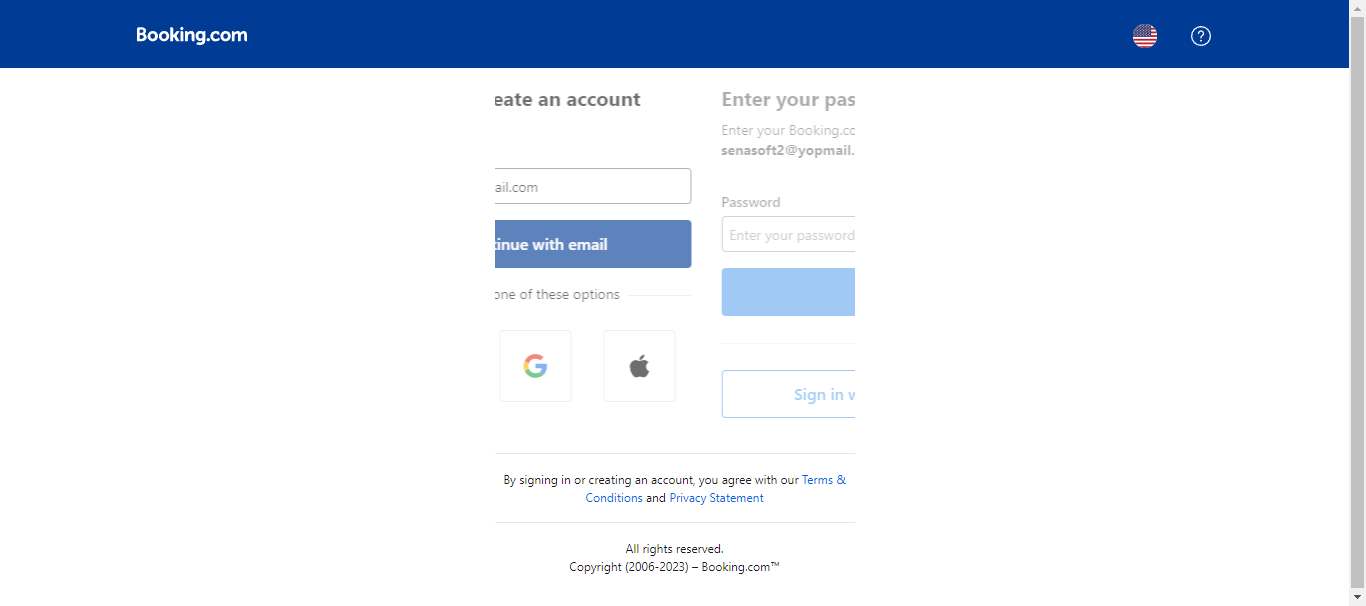 Booking.com
eate an account
ail.com
tinue with email
one of these options
Enter your pas
Enter your Booking.co
senasoft2@yopmail.
Password
Enter your password
Sign in w
By signing in or creating an account, you agree with our Terms &
Conditions and Privacy Statement
All rights reserved.
Copyright (2006-2023) – Booking.com™